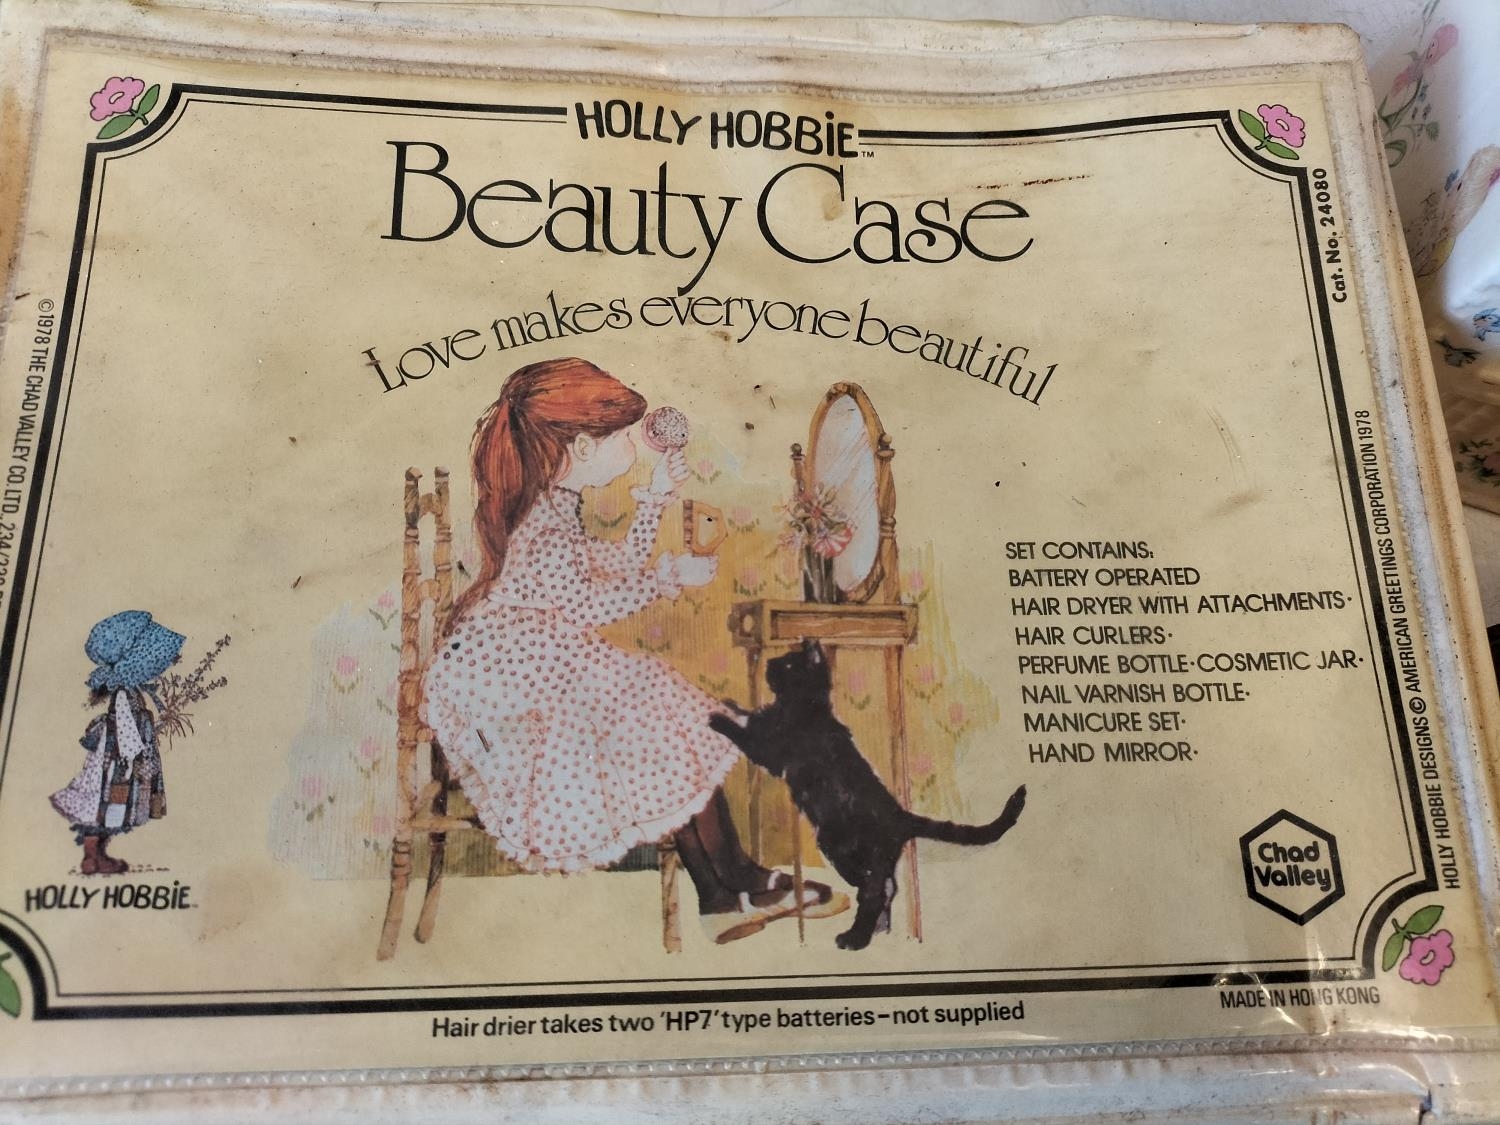 HOLLY HOBBiE™
Beauty Case
Love makes everyone beautiful
Cat. No. 24080
©1978 THE CHAD VALLEY CO. LTD., 234/
SET CONTAINS:
BATTERY OPERATED
HAIR DRYER WITH ATTACHMENTS·
HAIR CURLERS·
PERFUME BOTTLE·COSMETIC JAR·
NAIL VARNISH BOTTLE·
MANICURE SET·
HAND MIRROR·
HOLLY HOBBIE DESIGNS © AMERICAN GREETINGS CORPORATION 1978
HOLLY HOBBiE™
Chad
Valley
MADE IN HONG KONG
Hair drier takes two 'HP7' type batteries–not supplied